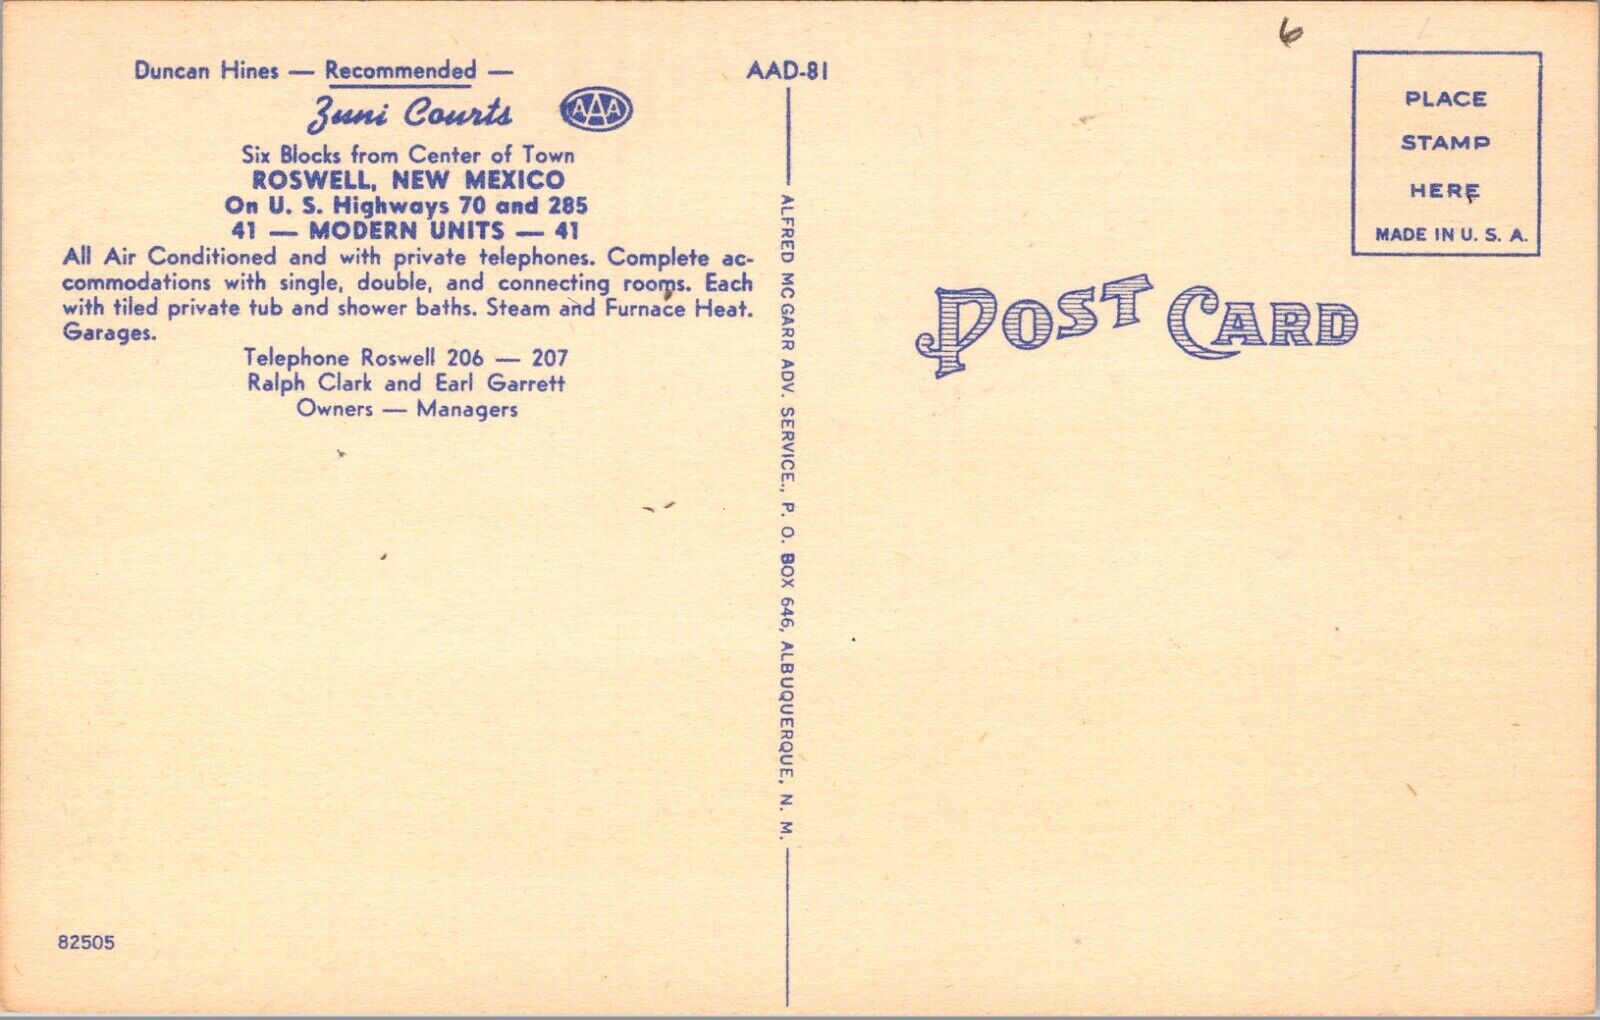 Duncan Hines — Recommended —
Zuni Courts AAA
Six Blocks from Center of Town
ROSWELL, NEW MEXICO
On U. S. Highways 70 and 285
41 — MODERN UNITS — 41
All Air Conditioned and with private telephones. Complete ac-
commodations with single, double, and connecting rooms. Each
with tiled private tub and shower baths. Steam and Furnace Heat.
Garages.
Telephone Roswell 206 — 207
Ralph Clark and Earl Garrett
Owners — Managers
82505
AAD-81
ALFRED MC GARR ADV. SERVICE., P. O. BOX 646, ALBUQUERQUE, N. M.
6
PLACE
STAMP
HERE
MADE IN U. S. A.
POST CARD